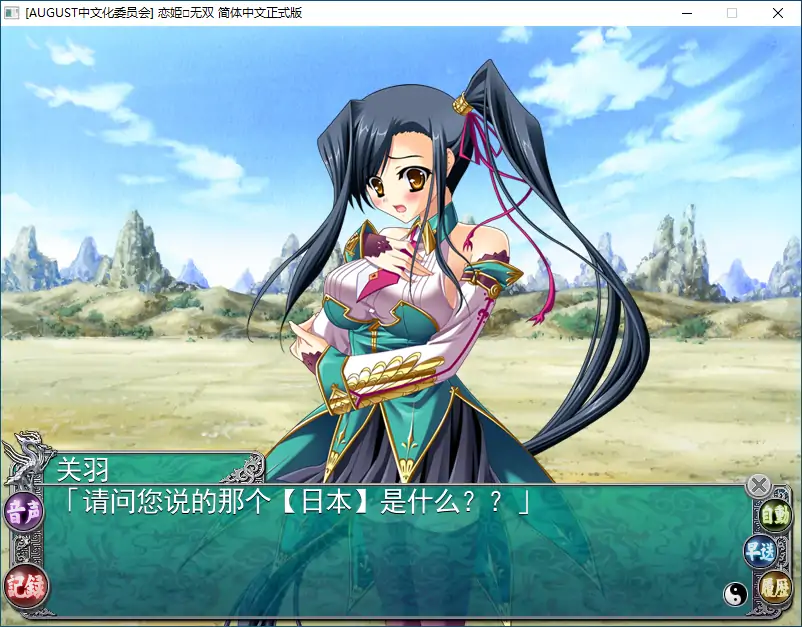 [AUGUST中文化委员会] 恋姬□无双 简体中文正式版
关羽
「请问您说的那个【日本】是什么？？」
音声
自動
早送
記録
履歴